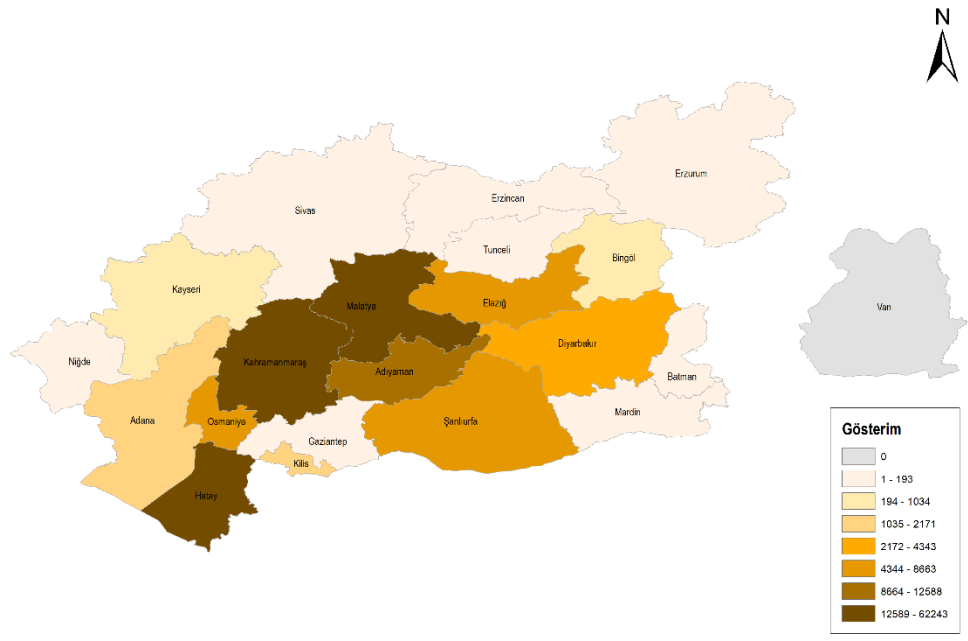 N
Erzurum
Erzincan
Sivas
Tunceli
Bingöl
Kayseri
Elazığ
Malatya
Van
Diyarbakır
Niğde
Kahramanmaraş
Adıyaman
Batman
Mardin
Adana
Osmaniye
Şanlıurfa
Gaziantep
Kilis
Hatay
Gösterim
0
1 - 193
194 - 1034
1035 - 2171
2172 - 4343
4344 - 8663
8664 - 12588
12589 - 62243